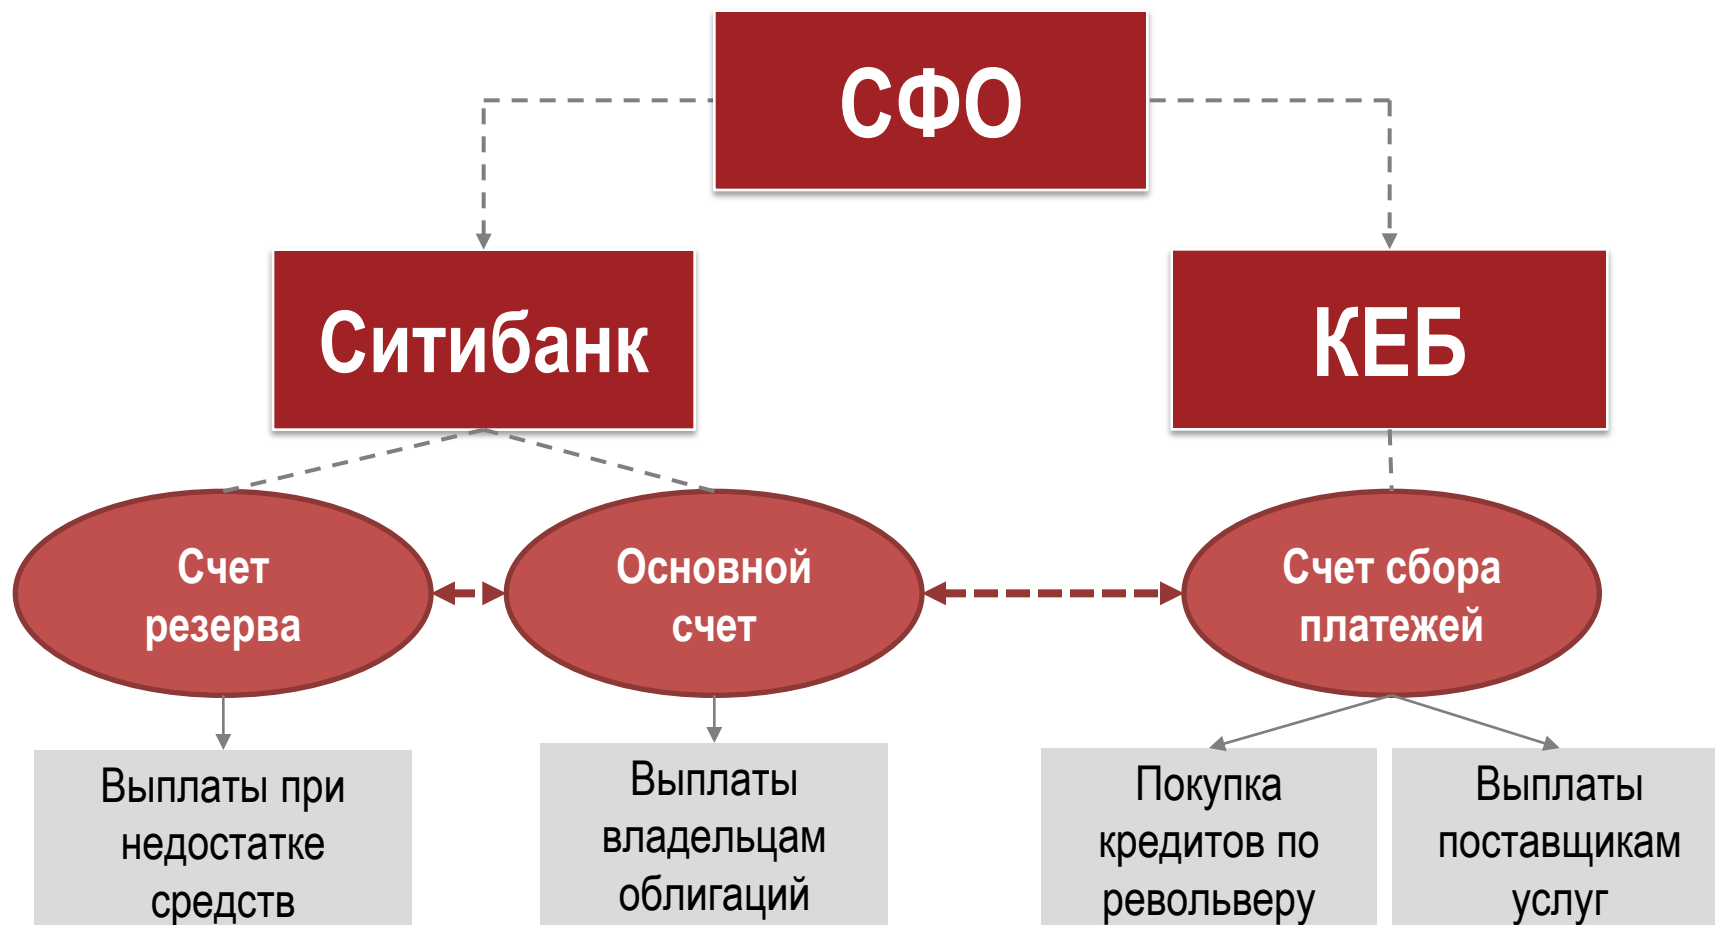 СФО
Ситибанк
КЕБ
Счет
резерва
Основной
счет
Счет сбора
платежей
Выплаты при
недостатке
средств
Выплаты
владельцам
облигаций
Покупка
кредитов по
револьверу
Выплаты
поставщикам
услуг